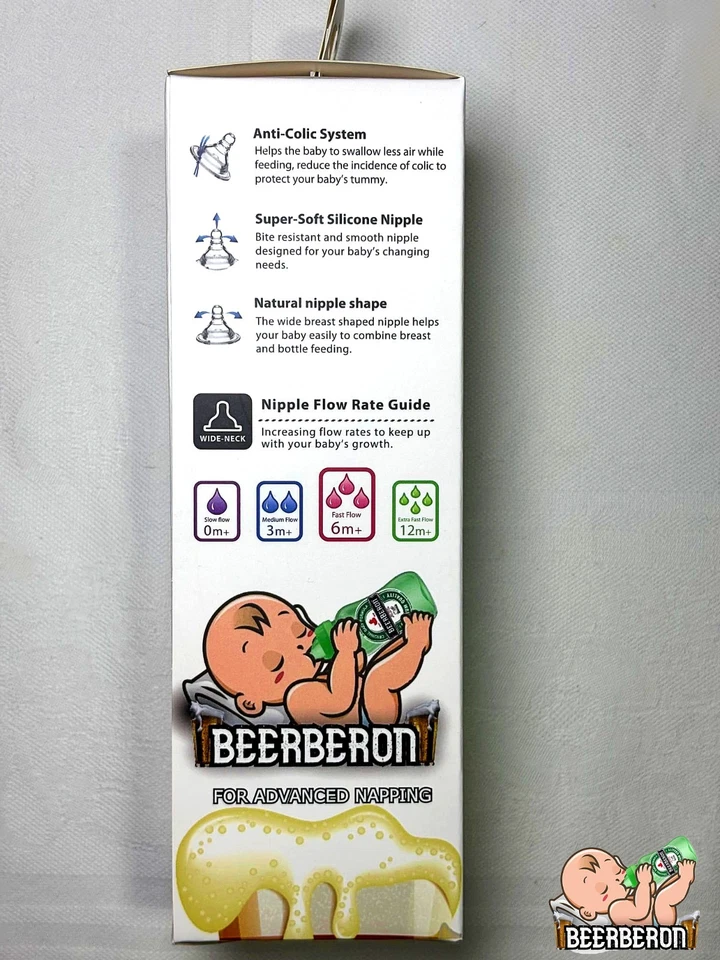 Anti-Colic System
Helps the baby to swallow less air while
feeding, reduce the incidence of colic to
protect your baby's tummy.
Super-Soft Silicone Nipple
Bite resistant and smooth nipple
designed for your baby's changing
needs.
Natural nipple shape
The wide breast shaped nipple helps
your baby easily to combine breast
and bottle feeding.
WIDE-NECK
Nipple Flow Rate Guide
Increasing flow rates to keep up
with your baby's growth.
Slow flow
0m+
Medium Flow
3m+
Fast Flow
6m+
Extra Fast Flow
12m+
BEERBERON
BEERBERON
FOR ADVANCED NAPPING
BEERBERON